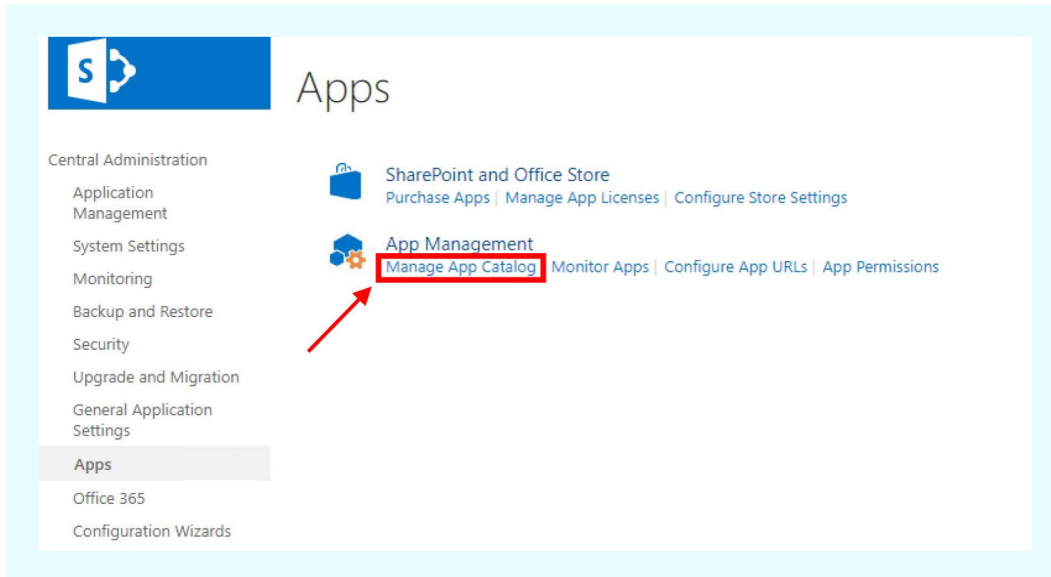 S
Apps
Central Administration
Application
Management
System Settings
Monitoring
Backup and Restore
Security
Upgrade and Migration
General Application
Settings
Apps
Office 365
Configuration Wizards
SharePoint and Office Store
Purchase Apps | Manage App Licenses | Configure Store Settings
App Management
Manage App Catalog | Monitor Apps | Configure App URLs | App Permissions